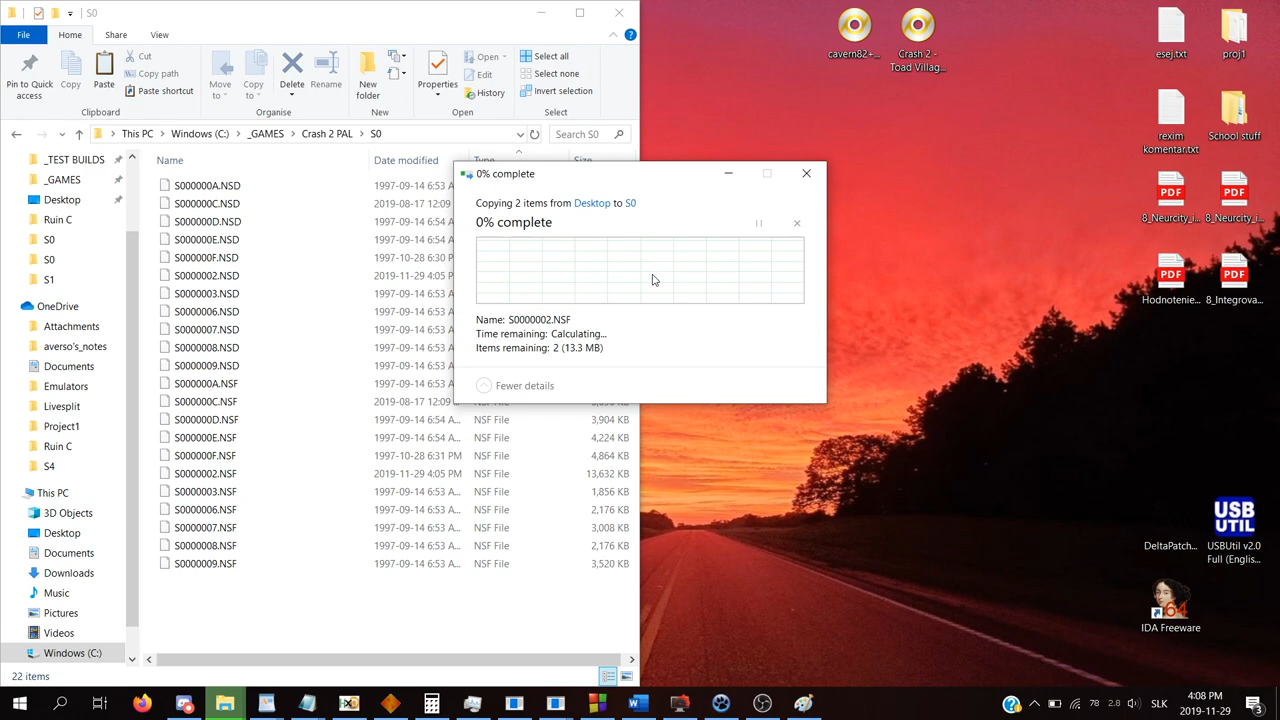 S0
File
Home
Share
View
Pin to Quick
access
Copy
Paste
Cut
Copy path
Paste shortcut
Clipboard
Move
to
Copy
to
Delete
Rename
Organise
New
folder
New
Properties
Open
Edit
History
Open
Select all
Select none
Invert selection
Select
This PC
Windows (C:)
_GAMES
Crash 2 PAL
S0
Search S0
_TEST BUILDS
_GAMES
Desktop
Ruin C
S0
S0
S1
OneDrive
Attachments
averso's_notes
Documents
Emulators
Livesplit
Project1
Ruin C
S4
This PC
3D Objects
Desktop
Documents
Downloads
Music
Pictures
Videos
Windows (C:)
Name Date modified Type Size
S000000A.NSD 1997-09-14 6:53 A
S000000C.NSD 2019-08-17 12:09
S000000D.NSD 1997-09-14 6:53 A
S000000E.NSD 1997-09-14 6:53 A
S000000F.NSD 1997-10-28 6:30 P
S0000002.NSD 2019-11-29 4:05 P
S0000003.NSD 1997-09-14 6:53 A
S0000006.NSD 1997-09-14 6:53 A
S0000007.NSD 1997-09-14 6:53 A
S0000008.NSD 1997-09-14 6:53 A
S0000009.NSD 1997-09-14 6:53 A
S000000A.NSF 1997-09-14 6:53 A
S000000C.NSF 2019-08-17 12:09
S000000D.NSF 1997-09-14 6:54 A... NSF File 3,904 KB
S000000E.NSF 1997-09-14 6:53 A... NSF File 4,224 KB
S000000F.NSF 1997-10-28 6:31 PM NSF File 4,864 KB
S0000002.NSF 2019-11-29 4:05 PM NSF File 13,632 KB
S0000003.NSF 1997-09-14 6:53 A... NSF File 1,856 KB
S0000006.NSF 1997-09-14 6:53 A... NSF File 2,176 KB
S0000007.NSF 1997-09-14 6:53 A... NSF File 3,008 KB
S0000008.NSF 1997-09-14 6:53 A... NSF File 2,176 KB
S0000009.NSF 1997-09-14 6:53 A... NSF File 3,520 KB
22 items
0% complete
Copying 2 items from Desktop to S0
0% complete
Name: S0000002.NSF
Time remaining: Calculating...
Items remaining: 2 (13.3 MB)
Fewer details
cavern82+...
Crash 2 -
Toad Villag...
esej.txt
proj1
rexim
komentar.txt
School stuff
PDF
8_Neurcity_i...
PDF
8_Neurcity_i...
PDF
Hodnotenie...
PDF
8_Integrova...
DeltaPatch...
USB
UTIL
USBUtil v2.0
Full (Englis...
64
IDA Freeware
78 2.8 SLK
4:08 PM
2019-11-29
3